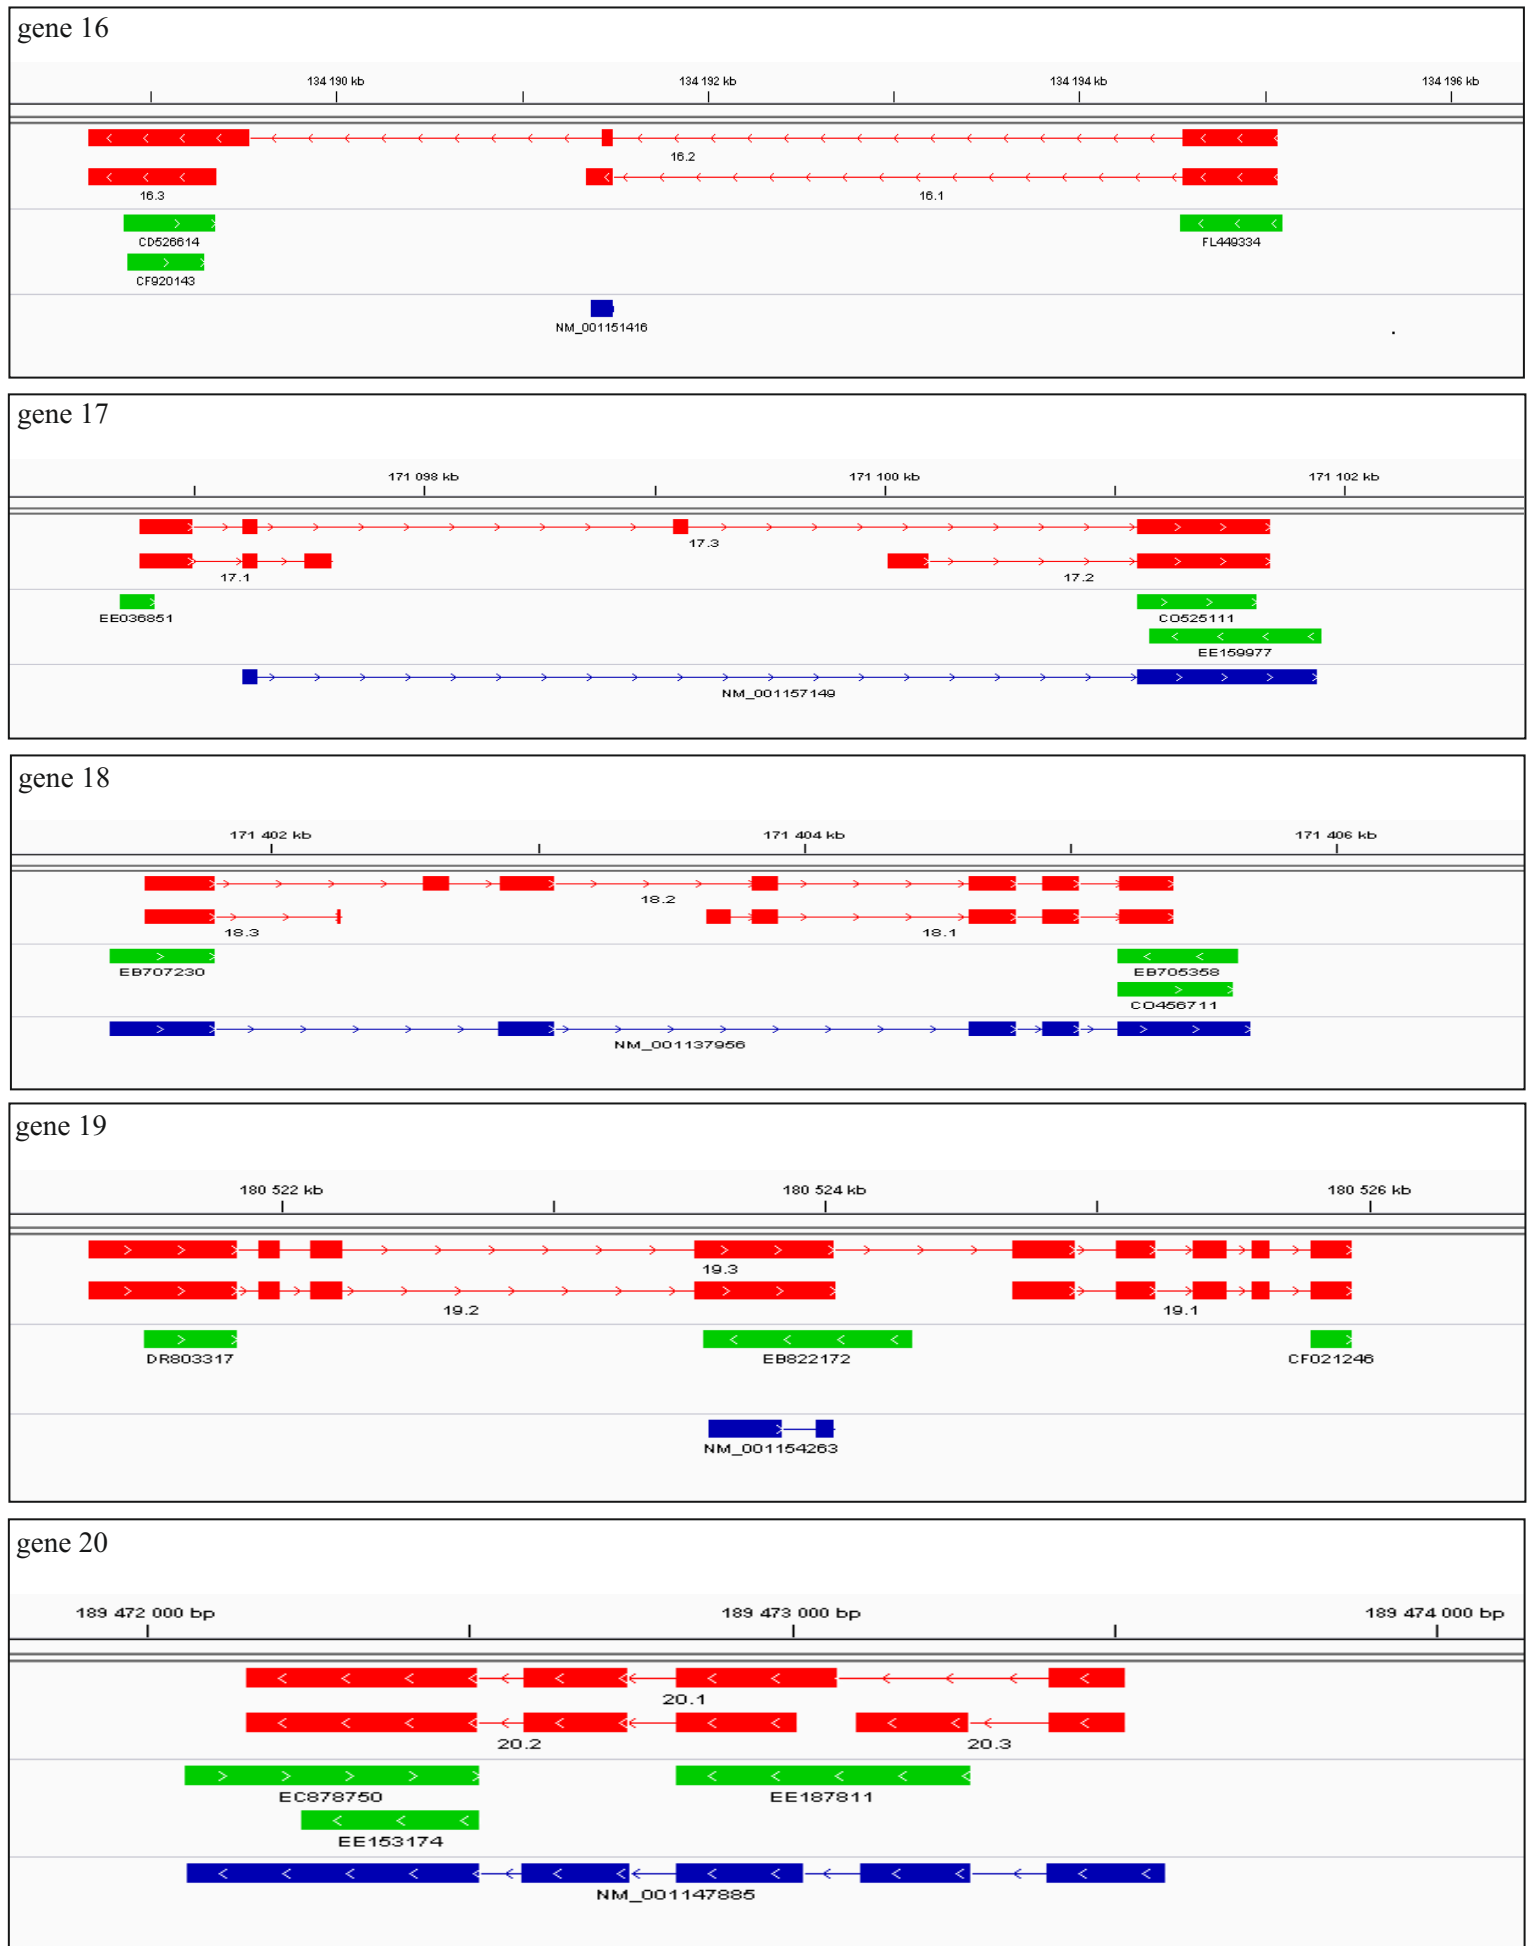 gene 16
134 190 kb 134 192 kb 134 194 kb 134 196 kb
16.2
16.3 16.1
CD526614 FL449334
CF920143
NM_001151416
gene 17
171 098 kb 171 100 kb 171 102 kb
17.3
17.1 17.2
EE036851 CO525111
EE159977
NM_001157149
gene 18
171 402 kb 171 404 kb 171 406 kb
18.2
18.3 18.1
EB707230 EB705358
CO456711
NM_001137956
gene 19
180 522 kb 180 524 kb 180 526 kb
19.3
19.2 19.1
DR803317 EB822172 CF021246
NM_001154263
gene 20
189 472 000 bp 189 473 000 bp 189 474 000 bp
20.1
20.2 20.3
EC878750 EE187811
EE153174
NM_001147885